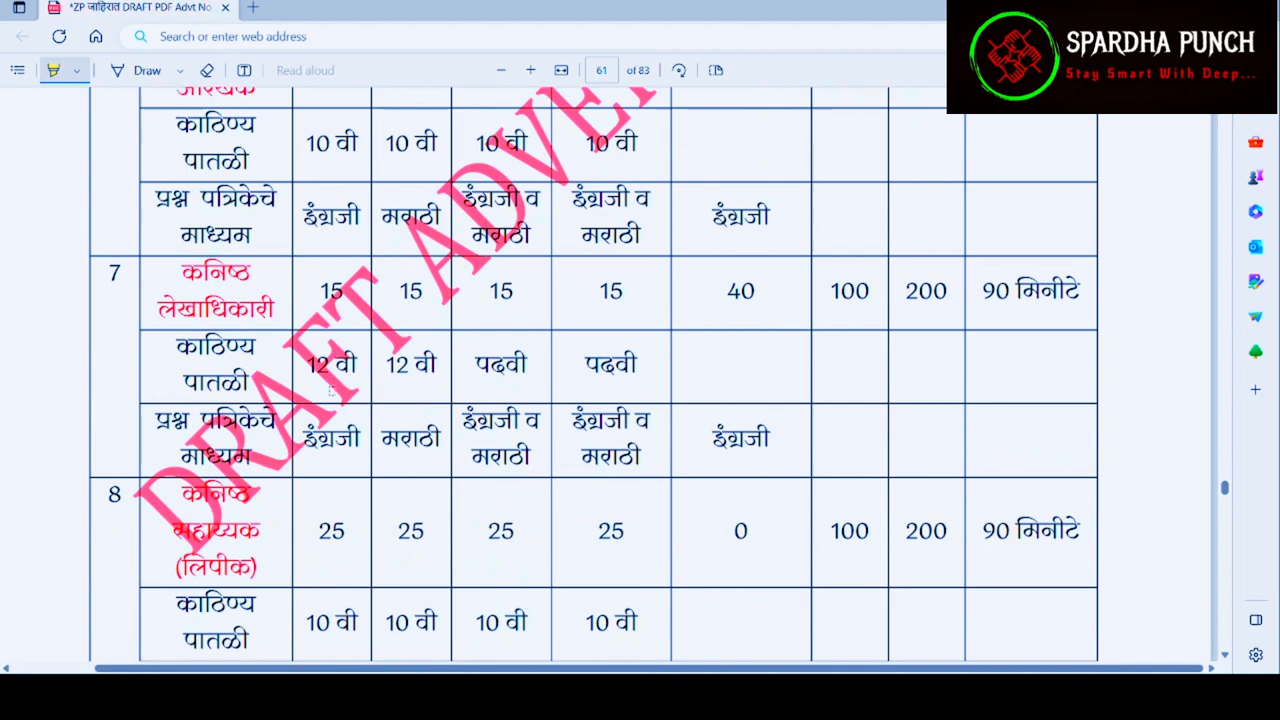 *ZP जाहिरात DRAFT PDF Advt No
Search or enter web address
SPARDHA PUNCH
Stay Smart With Deep...
Draw
Read aloud
61 of 83
आरेखक
काठिण्य पातळी 10 वी 10 वी 10 वी 10 वी
प्रश्न पत्रिकेचे माध्यम इंग्रजी मराठी इंग्रजी व मराठी इंग्रजी व मराठी इंग्रजी
7 कनिष्ठ लेखाधिकारी 15 15 15 15 40 100 200 90 मिनीटे
काठिण्य पातळी 12 वी 12 वी पदवी पदवी
प्रश्न पत्रिकेचे माध्यम इंग्रजी मराठी इंग्रजी व मराठी इंग्रजी व मराठी इंग्रजी
8 कनिष्ठ सहाय्यक (लिपीक) 25 25 25 25 0 100 200 90 मिनीटे
काठिण्य पातळी 10 वी 10 वी 10 वी 10 वी
DRAFT ADVE